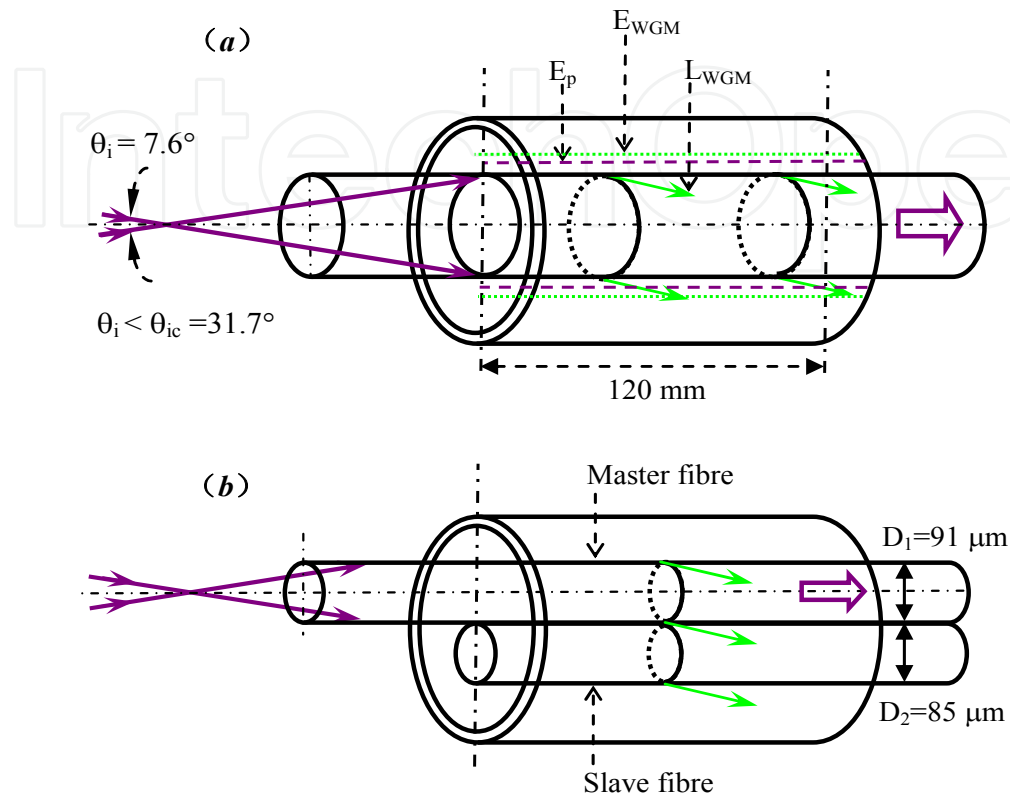 IntechOpe
(a)
E_WGM
E_p
L_WGM
θ_i = 7.6°
θ_i < θ_ic =31.7°
120 mm
(b)
Master fibre
D_1=91 μm
D_2=85 μm
Slave fibre